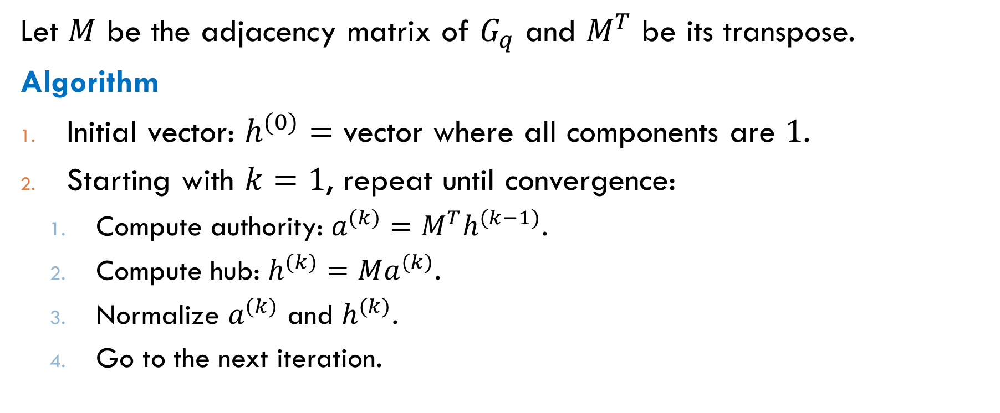 Let M be the adjacency matrix of G_q and M^T be its transpose.
Algorithm
1. Initial vector: h^(0) = vector where all components are 1.
2. Starting with k = 1, repeat until convergence:
1. Compute authority: a^(k) = M^T h^(k−1).
2. Compute hub: h^(k) = Ma^(k).
3. Normalize a^(k) and h^(k).
4. Go to the next iteration.